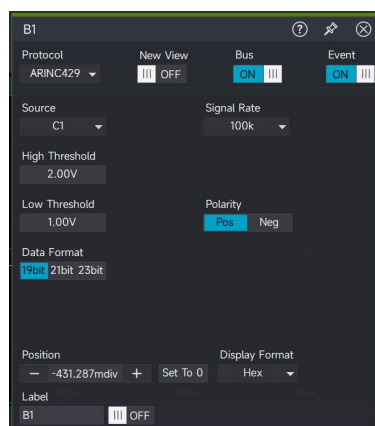 B1
Protocol New View Bus Event
ARINC429 OFF ON ON
Source Signal Rate
C1 100k
High Threshold
2.00V
Low Threshold Polarity
1.00V Pos Neg
Data Format
19bit 21bit 23bit
Position Display Format
− -431.287mdiv + Set To 0 Hex
Label
B1 OFF